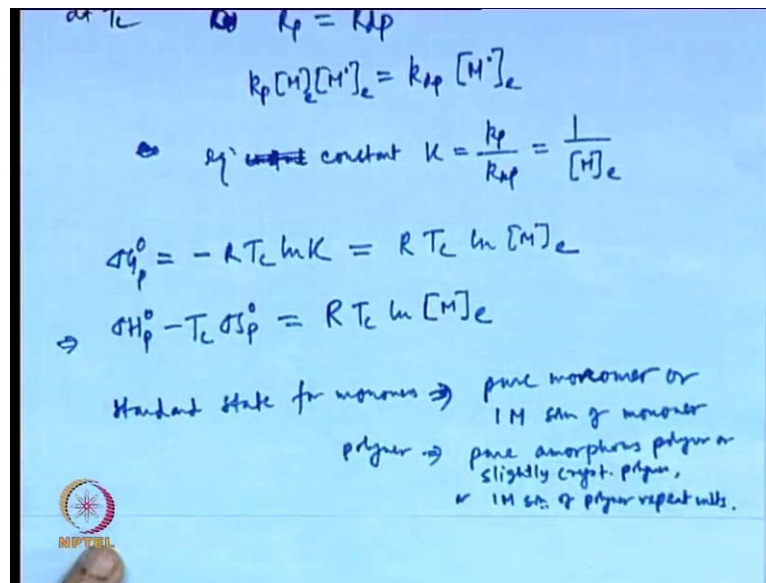 at Tc Rp = Rdp
kp[M]e[M•]e = kdp [M•]e
eq^n constant K = kp/kdp = 1/[M]e
ΔG°p = - RTc ln K = R Tc ln [M]e
⇒ ΔH°p - Tc ΔS°p = R Tc ln [M]e
Standard state for monomer ⇒ pure monomer or
1M soln of monomer
polymer ⇒ pure amorphous polymer or
slightly cryst. polymer,
or 1M soln. of polymer repeat units.
NPTEL